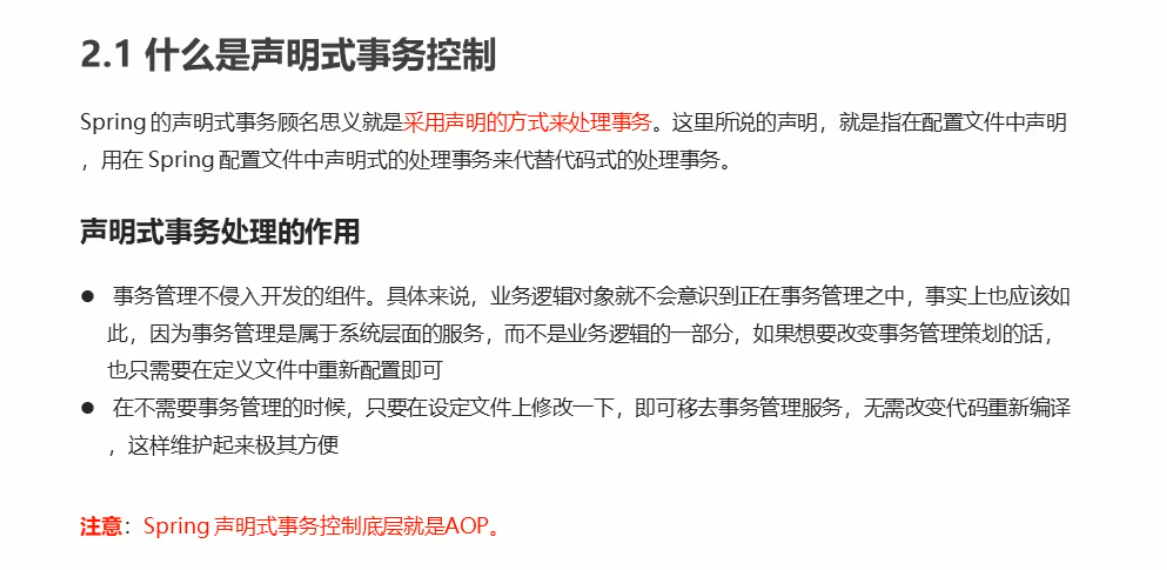 2.1 什么是声明式事务控制
Spring 的声明式事务顾名思义就是采用声明的方式来处理事务。这里所说的声明，就是指在配置文件中声明
，用在 Spring 配置文件中声明式的处理事务来代替代码式的处理事务。
声明式事务处理的作用
● 事务管理不侵入开发的组件。具体来说，业务逻辑对象就不会意识到正在事务管理之中，事实上也应该如
此，因为事务管理是属于系统层面的服务，而不是业务逻辑的一部分，如果想要改变事务管理策划的话，
也只需要在定义文件中重新配置即可
● 在不需要事务管理的时候，只要在设定文件上修改一下，即可移去事务管理服务，无需改变代码重新编译
，这样维护起来极其方便
注意：Spring 声明式事务控制底层就是AOP。